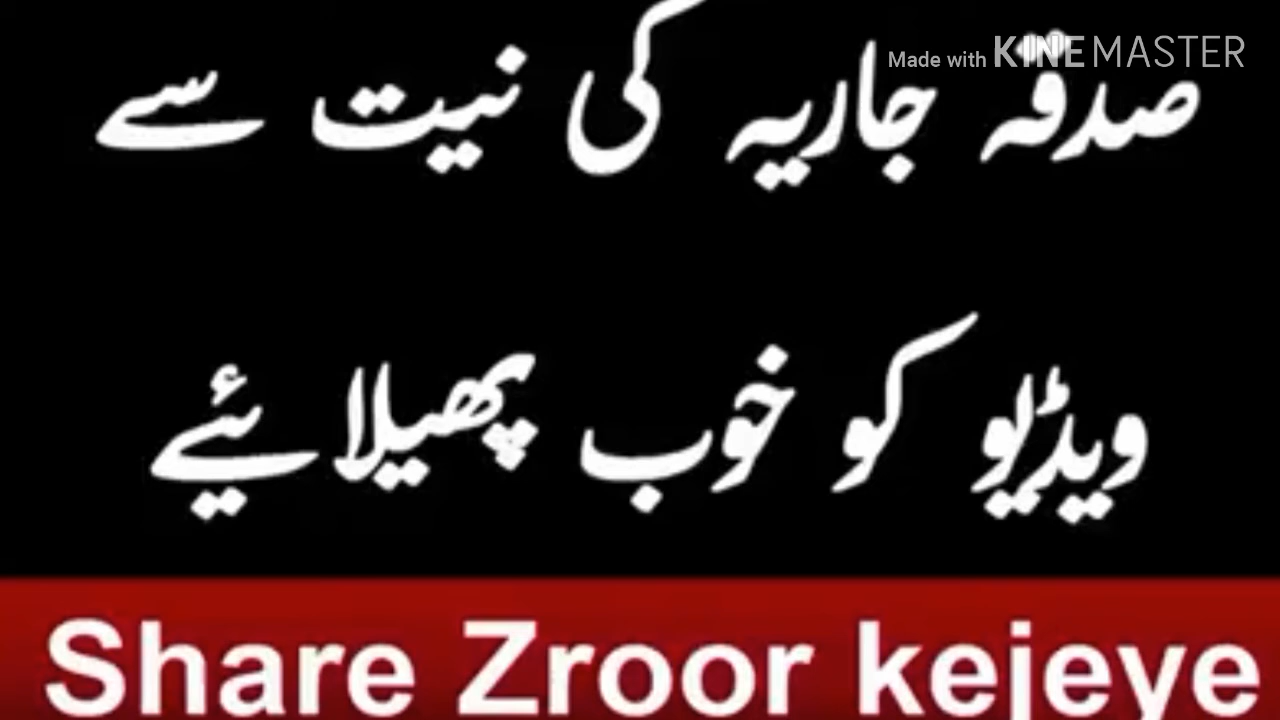 Made with KINEMASTER
صدقہ جاریہ کی نیت سے
ویڈیو کو خوب پھیلائیے
Share Zroor kejeye